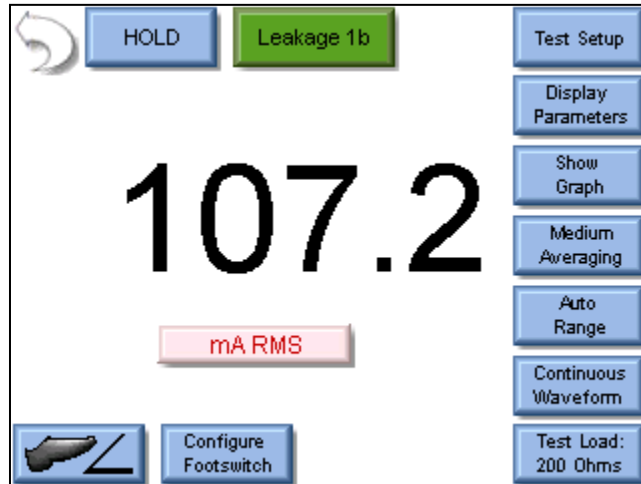 HOLD
Leakage 1b
Test Setup
Display
Parameters
Show
Graph
107.2
Medium
Averaging
Auto
Range
mA RMS
Continuous
Waveform
Configure
Footswitch
Test Load:
200 Ohms